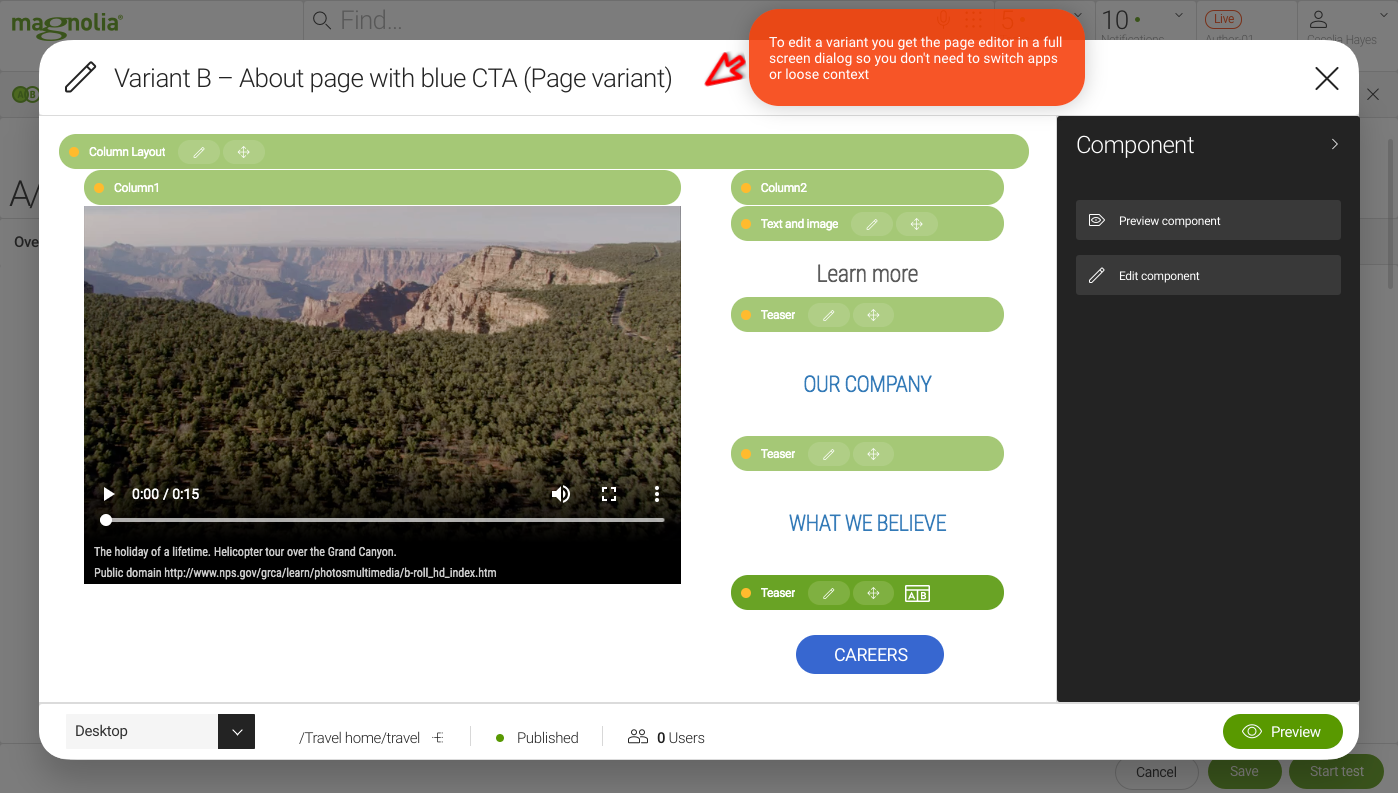 magnolia®
Find...
5
10
Notifications
Live
Author 01
Cecelia Hayes
To edit a variant you get the page editor in a full
screen dialog so you don't need to switch apps
or loose context
Variant B – About page with blue CTA (Page variant)
A B
A/
Ove
Column Layout
Column1
Column2
Text and image
Learn more
Teaser
OUR COMPANY
Teaser
WHAT WE BELIEVE
Teaser
A B
CAREERS
0:00 / 0:15
The holiday of a lifetime. Helicopter tour over the Grand Canyon.
Public domain http://www.nps.gov/grca/learn/photosmultimedia/b-roll_hd_index.htm
Component
Preview component
Edit component
Desktop
/Travel home/travel
Published
0 Users
Preview
Cancel
Save
Start test